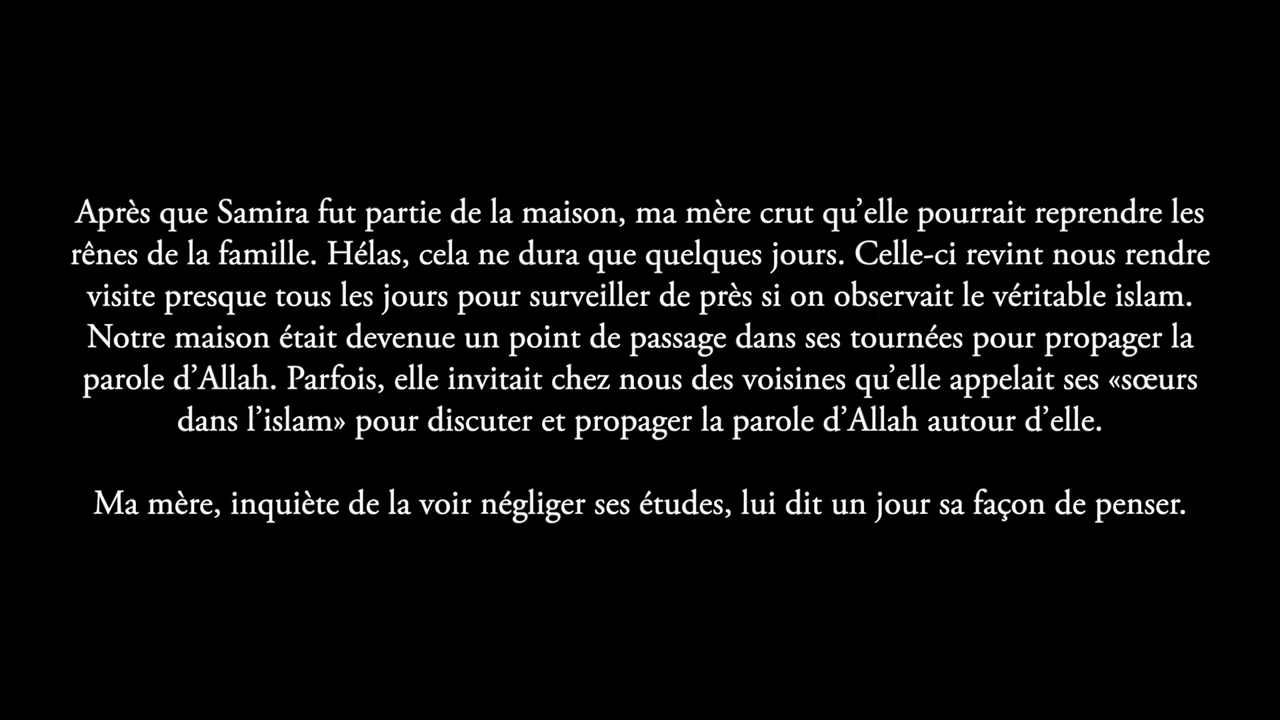 Après que Samira fut partie de la maison, ma mère crut qu’elle pourrait reprendre les
rênes de la famille. Hélas, cela ne dura que quelques jours. Celle-ci revint nous rendre
visite presque tous les jours pour surveiller de près si on observait le véritable islam.
Notre maison était devenue un point de passage dans ses tournées pour propager la
parole d’Allah. Parfois, elle invitait chez nous des voisines qu’elle appelait ses «sœurs
dans l’islam» pour discuter et propager la parole d’Allah autour d’elle.
Ma mère, inquiète de la voir négliger ses études, lui dit un jour sa façon de penser.